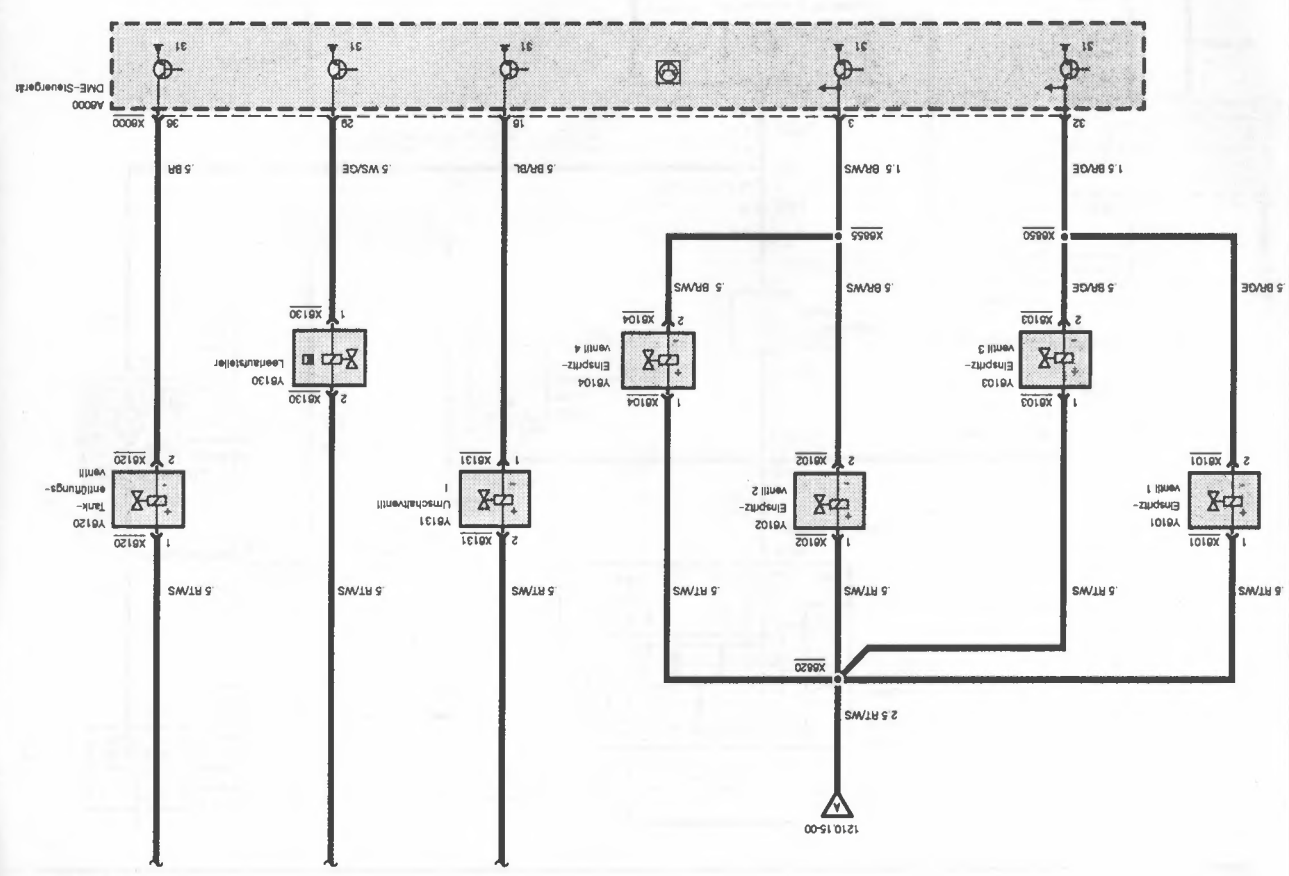 1210.15-00
A
2.5 RT/WS
X6820
.5 RT/WS
.5 RT/WS
.5 RT/WS
.5 RT/WS
.5 RT/WS
.5 RT/WS
.5 RT/WS
1 X6101
Y6101
Einspritz-
ventil 1
+
-
2 X6101
1 X6102
Y6102
Einspritz-
ventil 2
+
-
2 X6102
2 X6131
Y6131
Umschaltventil
I
+
-
1 X6131
1 X6120
Y6120
Tank-
entlüftungs-
ventil
+
-
2 X6120
1 X6103
Y6103
Einspritz-
ventil 3
+
-
2 X6103
1 X6104
Y6104
Einspritz-
ventil 4
+
-
2 X6104
2 X6130
Y6130
Leerlaufsteller
1 X6130
.5 BR/GE
.5 BR/GE
.5 BR/WS
.5 BR/WS
X6850
X6855
1.5 BR/GE
1.5 BR/WS
.5 BR/BL
.5 WS/GE
.5 BR
32
3
18
29
36 X6000
A6000
DME-Steuergerät
31
31
31
31
31